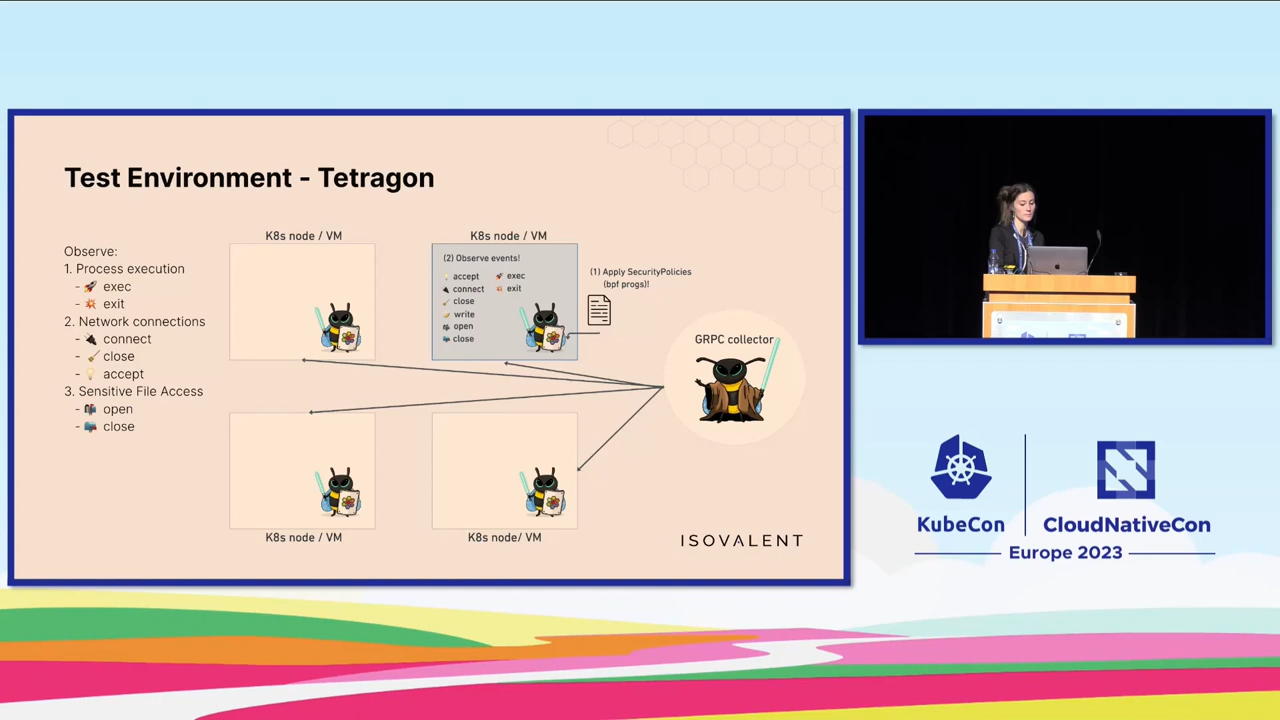 Test Environment - Tetragon
Observe:
1. Process execution
- 🚀 exec
- 💥 exit
2. Network connections
- 🔌 connect
- 🧹 close
- 💡 accept
3. Sensitive File Access
- 📬 open
- 📪 close
K8s node / VM
K8s node / VM
(2) Observe events!
accept
connect
close
write
open
close
exec
exit
(1) Apply SecurityPolicies
(bpf progs)!
GRPC collector
K8s node / VM
K8s node/ VM
ISOVALENT
KubeCon
CloudNativeCon
Europe 2023